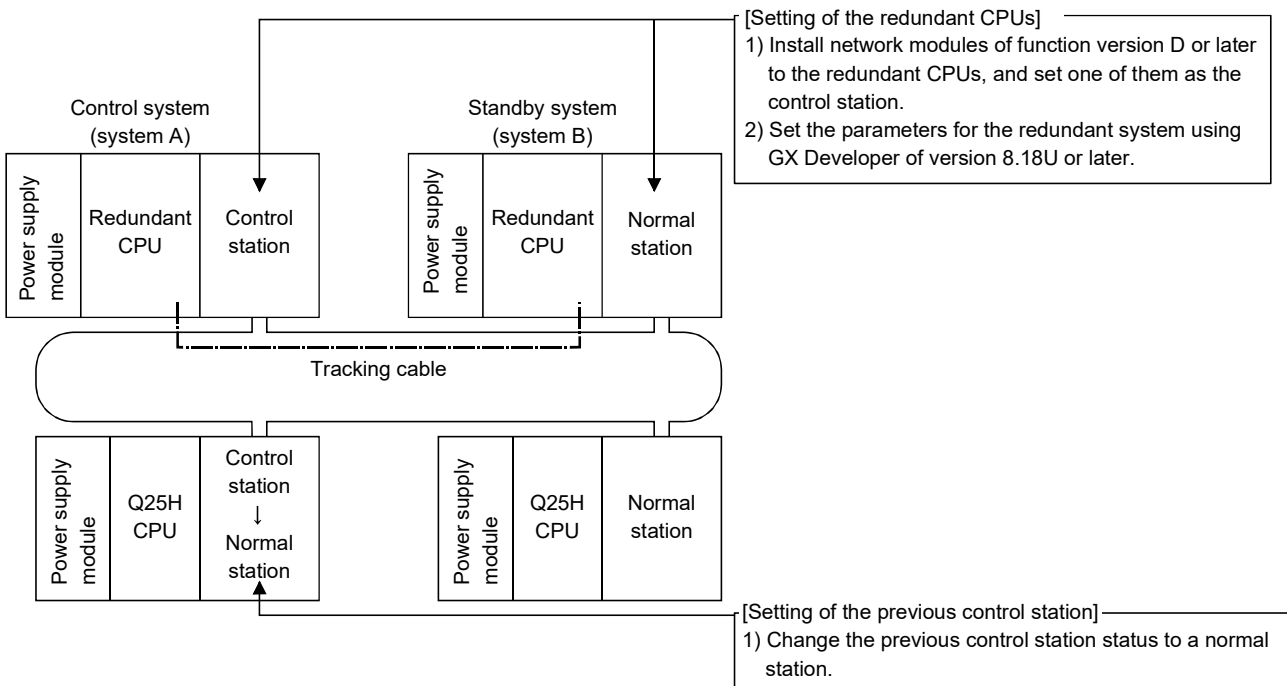 [Setting of the redundant CPUs]
1) Install network modules of function version D or later
to the redundant CPUs, and set one of them as the
control station.
2) Set the parameters for the redundant system using
GX Developer of version 8.18U or later.
Control system
(system A)
Standby system
(system B)
Power supply
module
Redundant
CPU
Control
station
Power supply
module
Redundant
CPU
Normal
station
Tracking cable
Power supply
module
Q25H
CPU
Control
station
↓
Normal
station
Power supply
module
Q25H
CPU
Normal
station
[Setting of the previous control station]
1) Change the previous control station status to a normal
station.